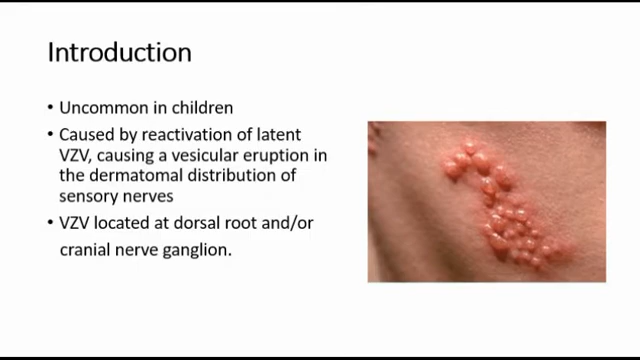 Introduction
• Uncommon in children
• Caused by reactivation of latent
VZV, causing a vesicular eruption in
the dermatomal distribution of
sensory nerves
• VZV located at dorsal root and/or
cranial nerve ganglion.